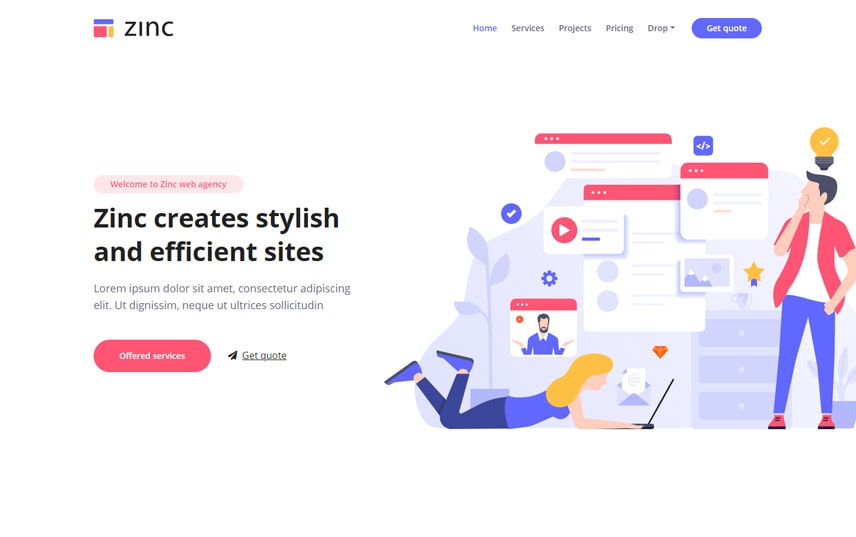 zinc
Home Services Projects Pricing Drop Get quote
Welcome to Zinc web agency
Zinc creates stylish
and efficient sites
Lorem ipsum dolor sit amet, consectetur adipiscing
elit. Ut dignissim, neque ut ultrices sollicitudin
Offered services Get quote
</>
@